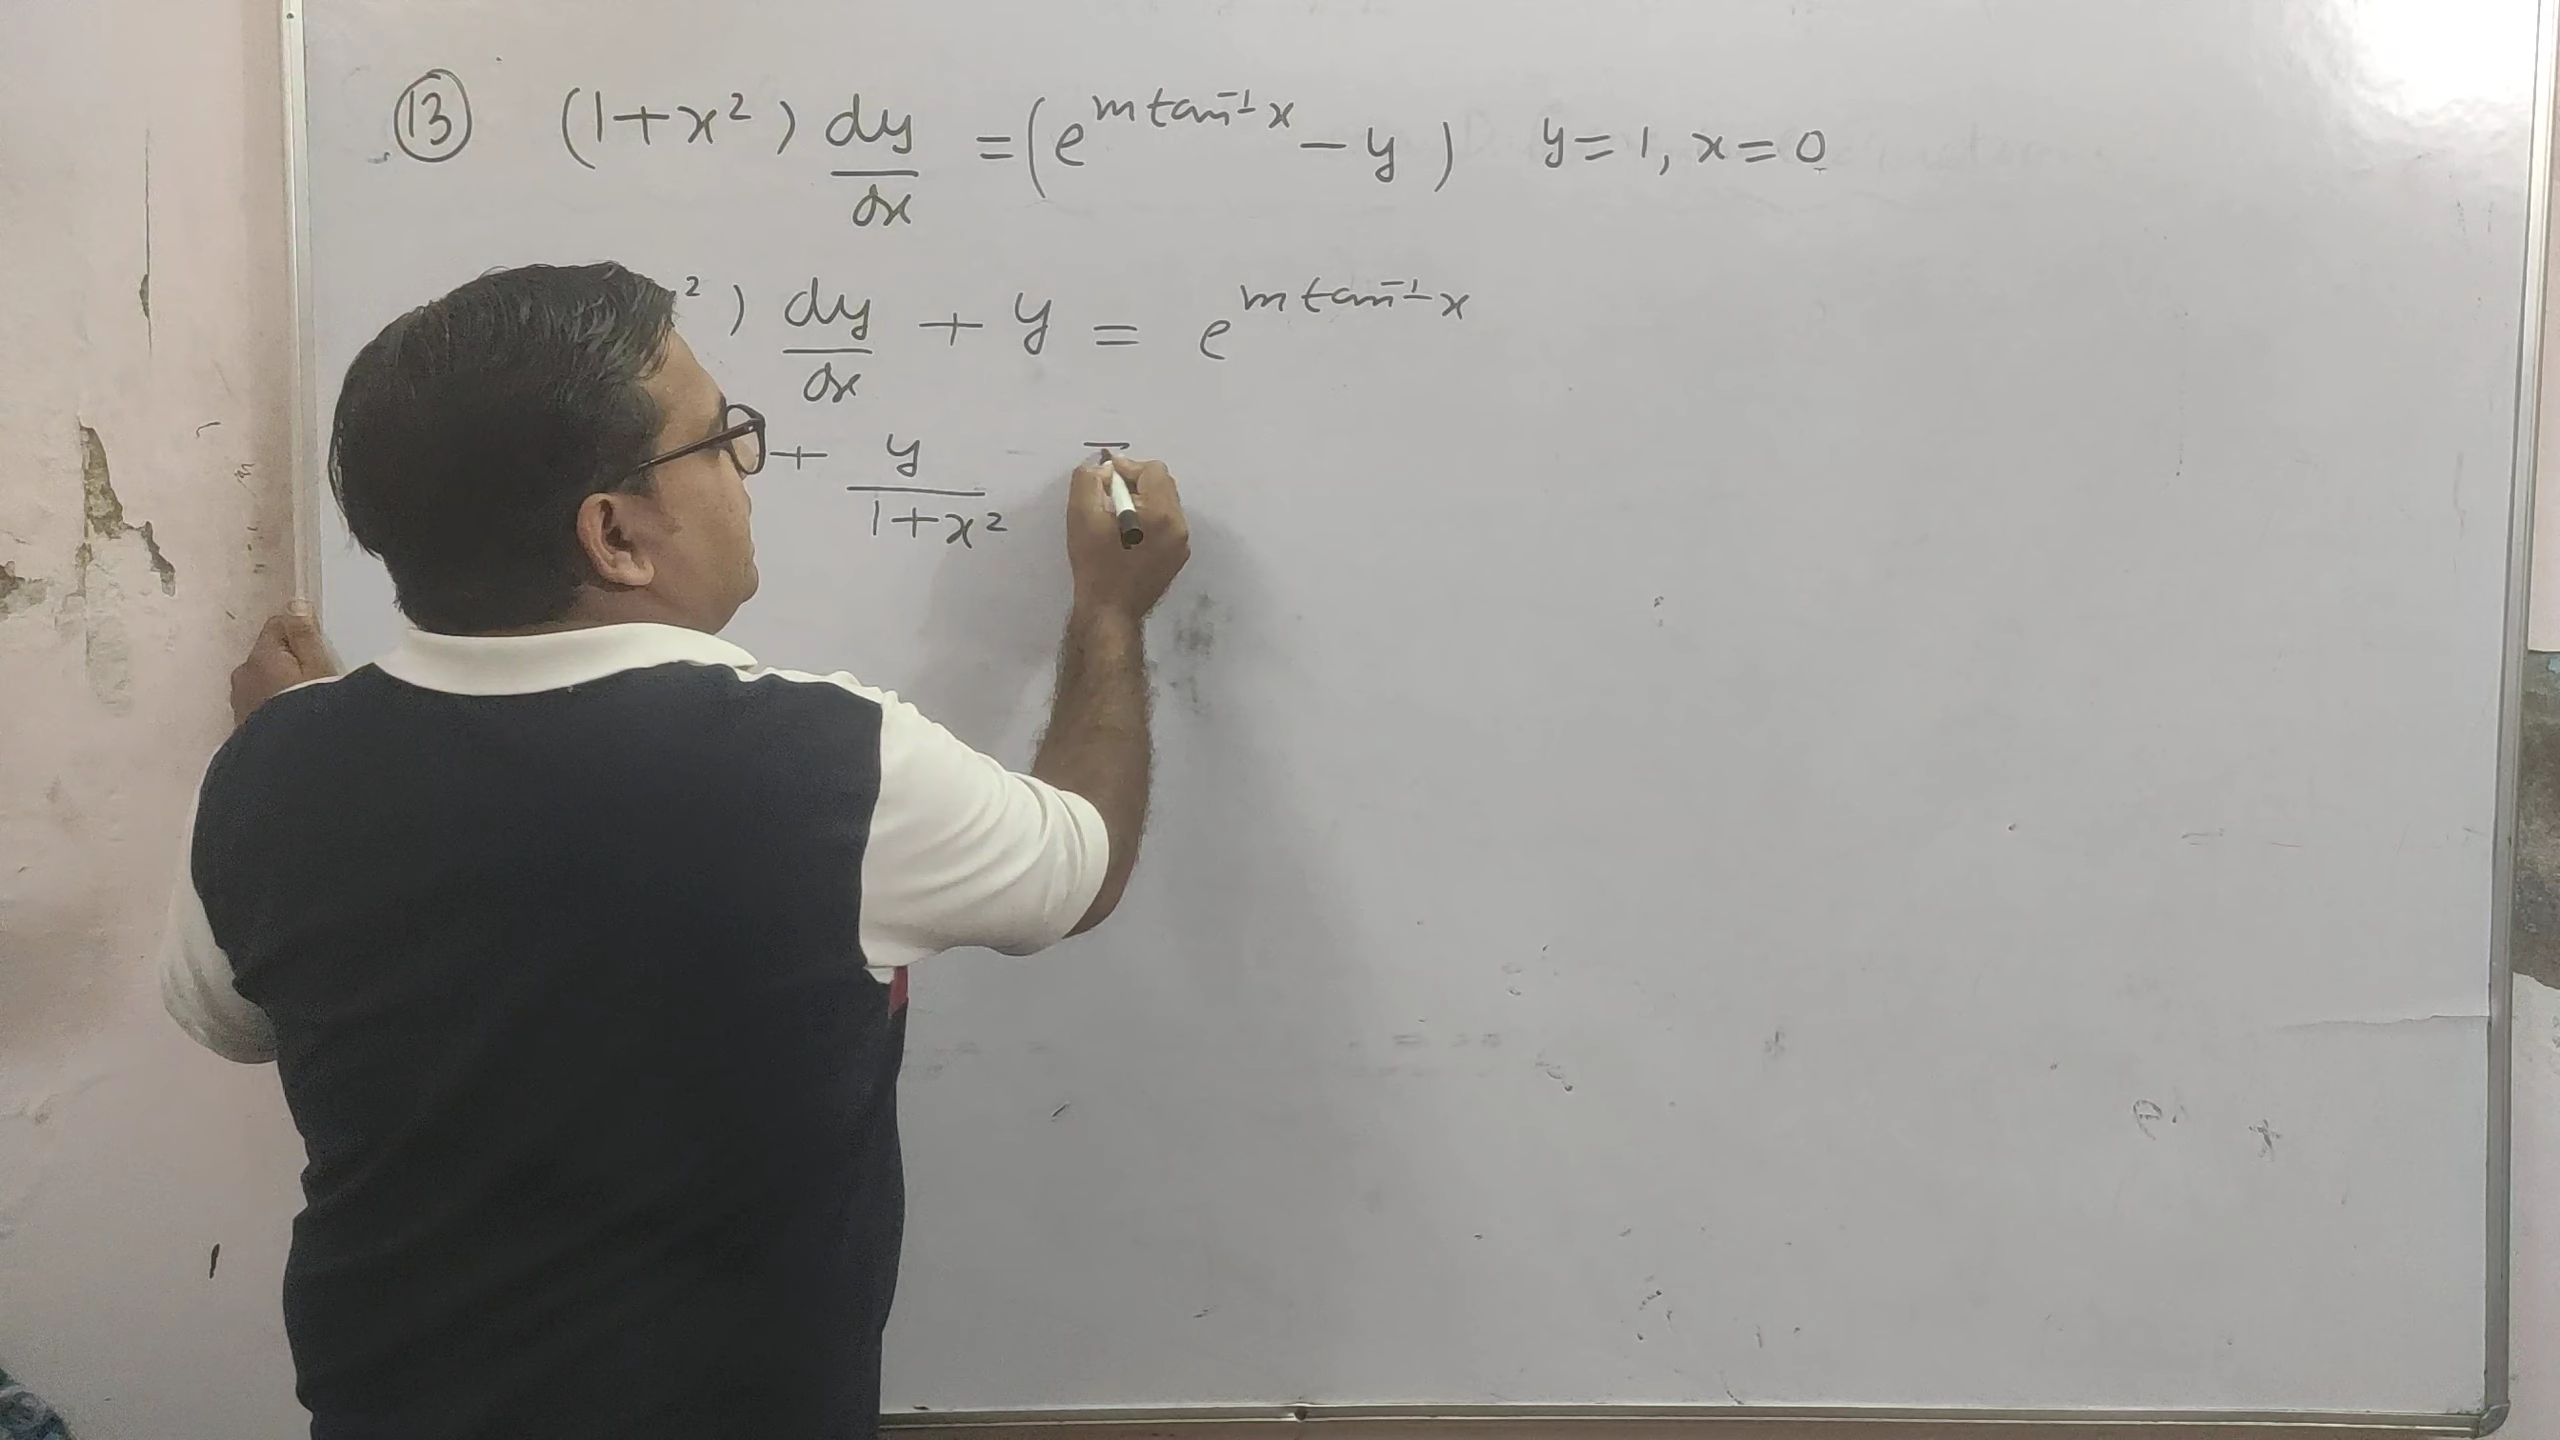 ⑬ (1+x²) dy/dx = (e^{m tan⁻¹x} − y) y=1, x=0
²) dy/dx + y = e^{m tan⁻¹x}
+ y/(1+x²)